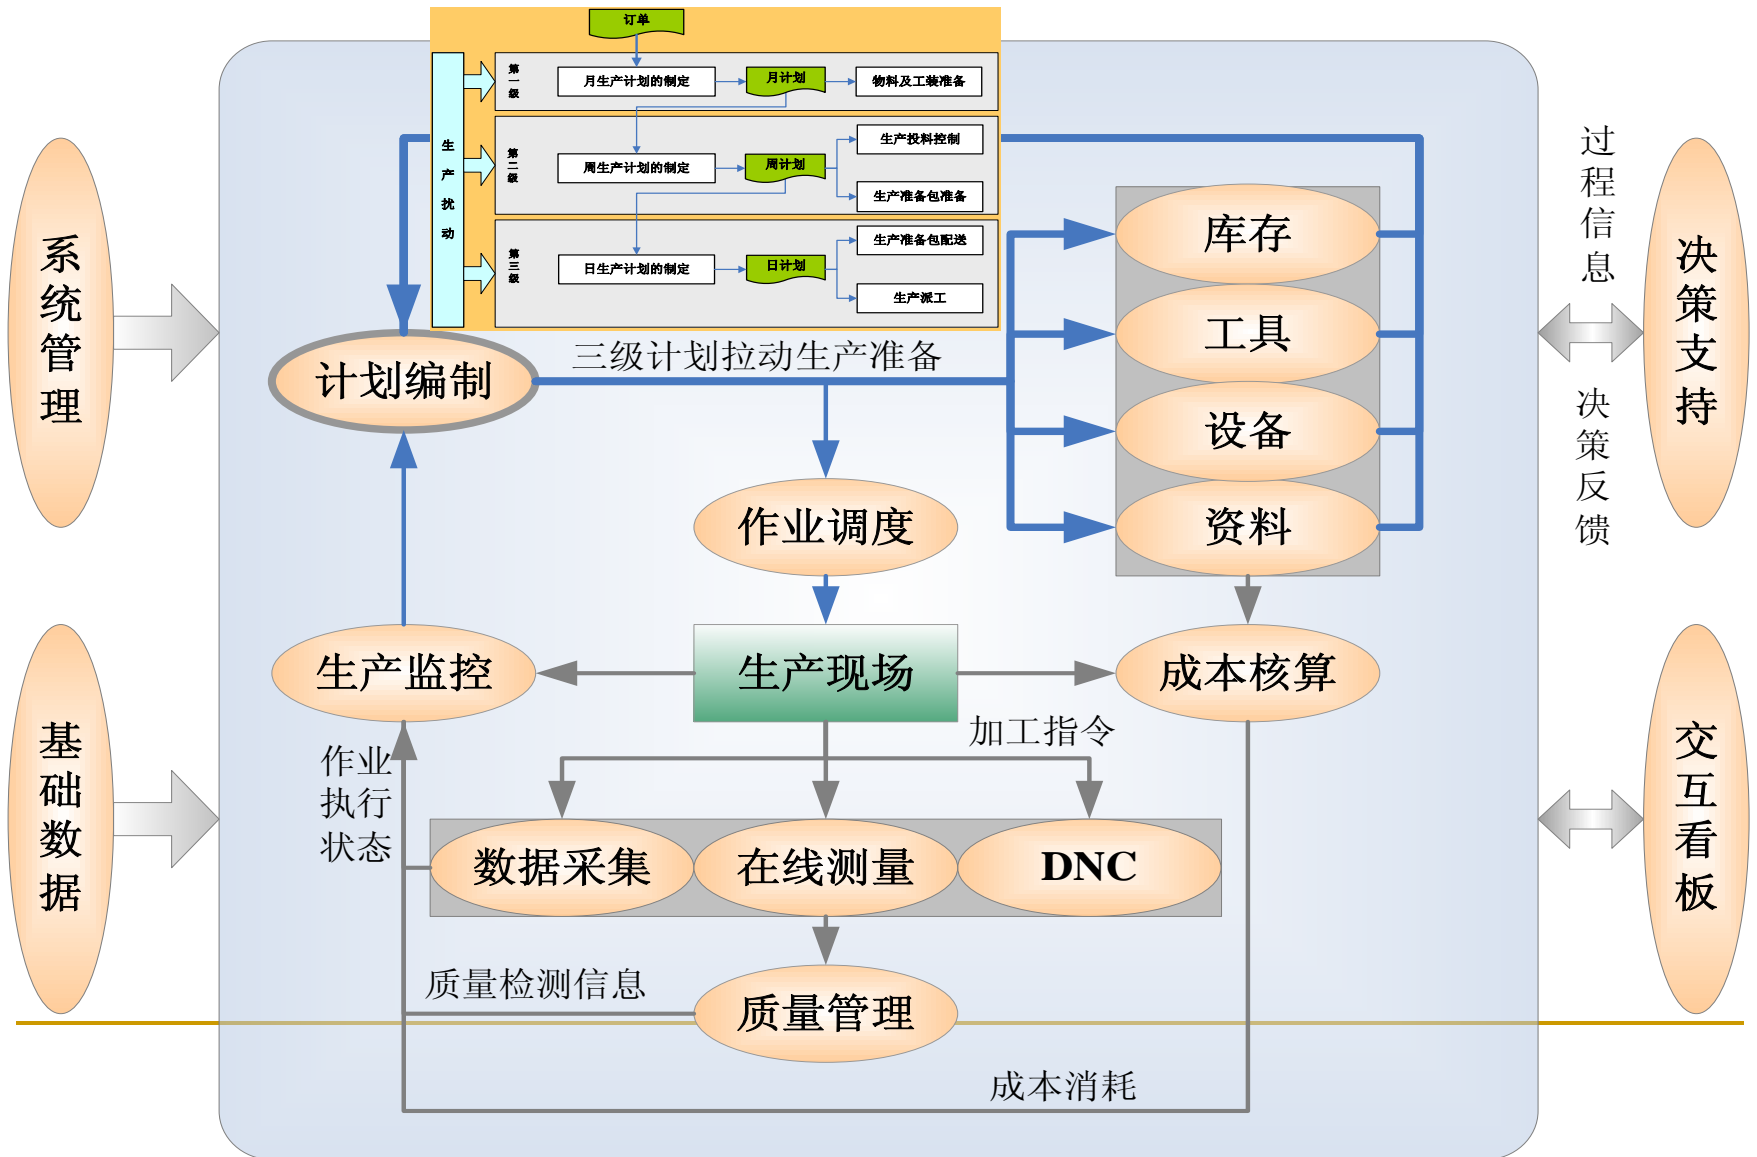 订单
生产扰动
第一级
月生产计划的制定
月计划
物料及工装准备
第二级
周生产计划的制定
周计划
生产投料控制
生产准备包准备
第三级
日生产计划的制定
日计划
生产准备包配送
生产派工
系统管理
基础数据
计划编制
三级计划拉动生产准备
库存
工具
设备
资料
过程信息
决策反馈
决策支持
作业调度
生产监控
生产现场
成本核算
加工指令
作业
执行
状态
数据采集
在线测量
DNC
交互看板
质量检测信息
质量管理
成本消耗